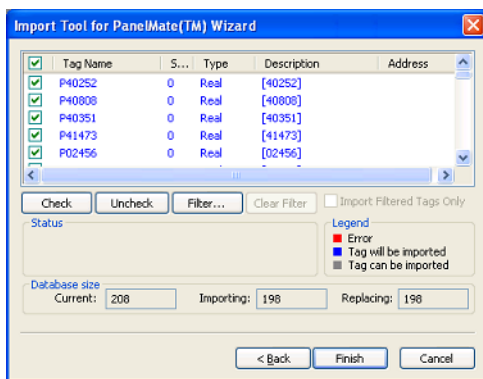 Import Tool for PanelMate(TM) Wizard
Tag Name S... Type Description Address
P40252 0 Real [40252]
P40808 0 Real [40808]
P40351 0 Real [40351]
P41473 0 Real [41473]
P02456 0 Real [02456]
Check Uncheck Filter... Clear Filter Import Filtered Tags Only
Status Legend
Error
Tag will be imported
Tag can be imported
Database size
Current: 208 Importing: 198 Replacing: 198
< Back Finish Cancel